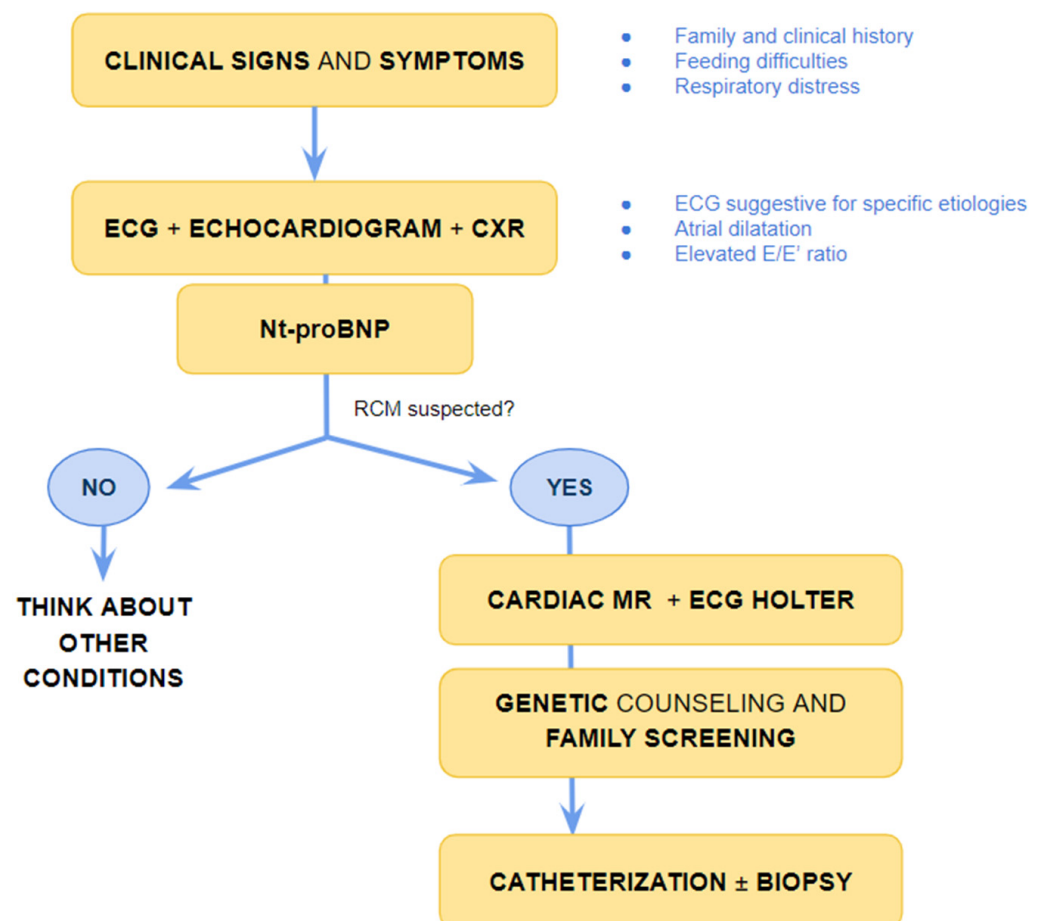 CLINICAL SIGNS AND SYMPTOMS
• Family and clinical history
• Feeding difficulties
• Respiratory distress
ECG + ECHOCARDIOGRAM + CXR
• ECG suggestive for specific etiologies
• Atrial dilatation
• Elevated E/E’ ratio
Nt-proBNP
RCM suspected?
NO
YES
THINK ABOUT
OTHER
CONDITIONS
CARDIAC MR + ECG HOLTER
GENETIC COUNSELING AND
FAMILY SCREENING
CATHETERIZATION ± BIOPSY